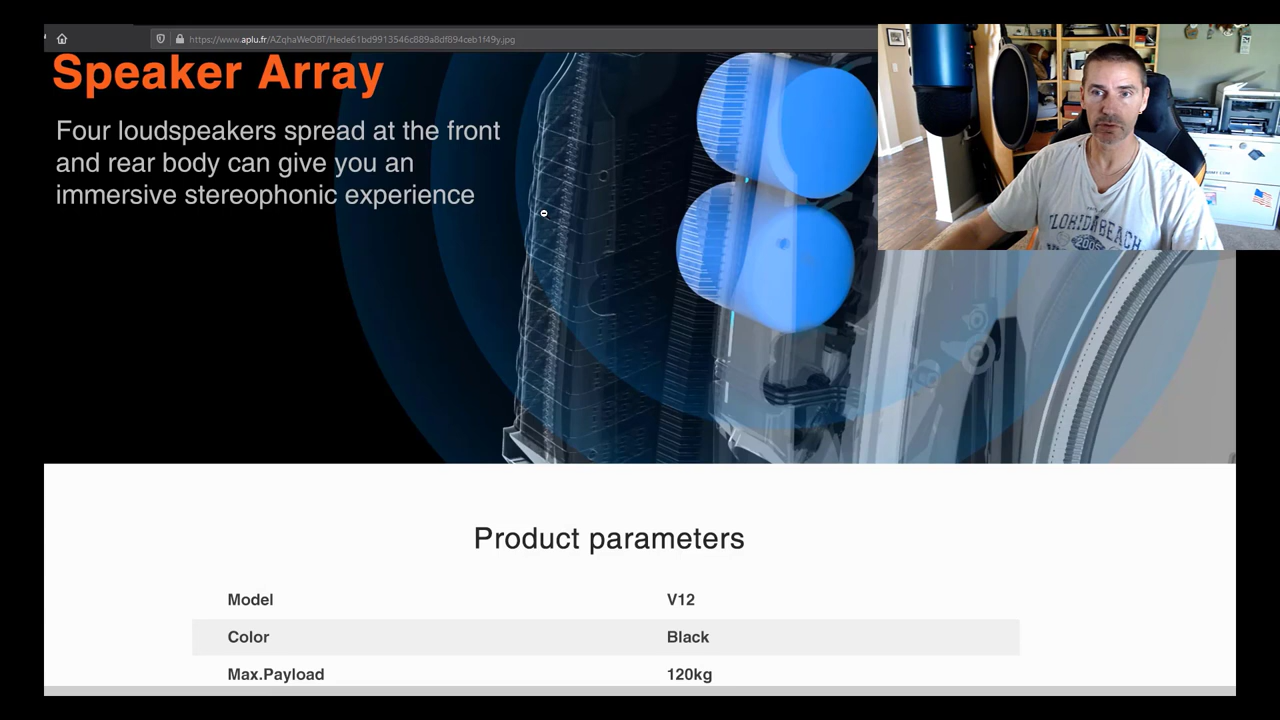 https://www.aplu.fr/AZqhaWeO8T/Hede61bd9913546c889a8df894ceb1f49y.jpg
Speaker Array
Four loudspeakers spread at the front
and rear body can give you an
immersive stereophonic experience
FLORIDA BEACH
Product parameters
Model V12
Color Black
Max.Payload 120kg